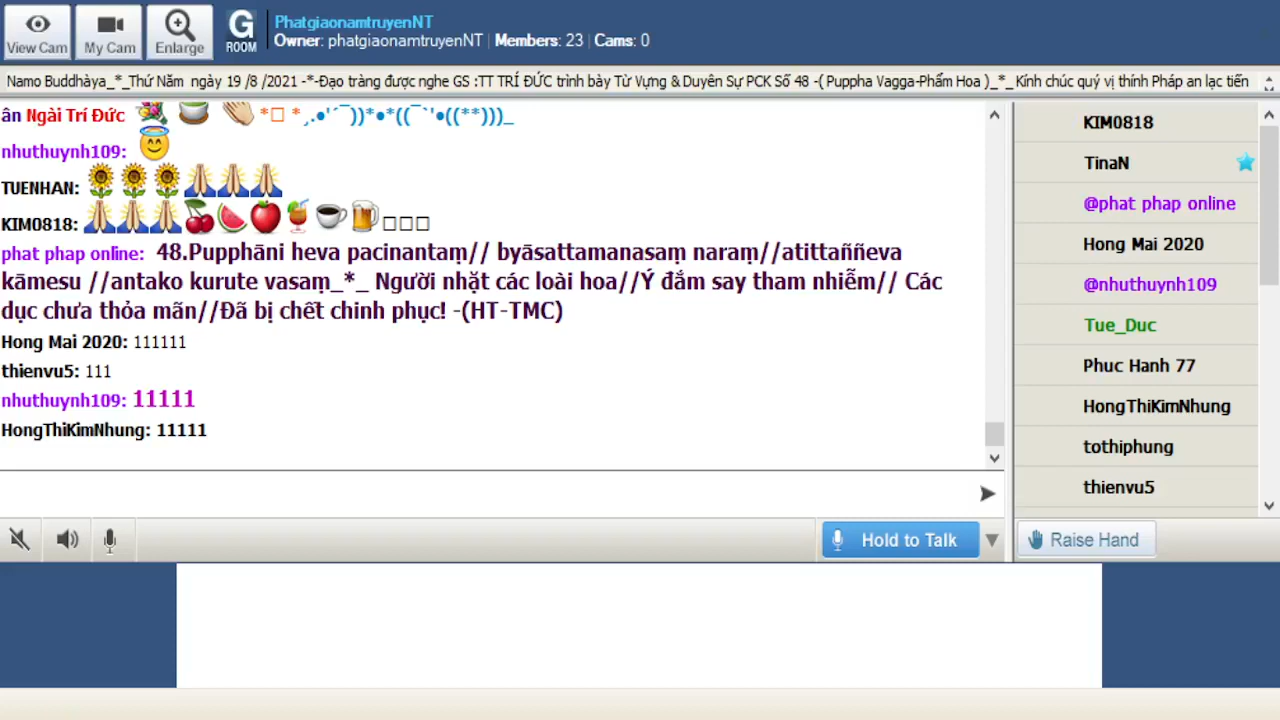 View Cam
My Cam
Enlarge
G
ROOM
PhatgiaonamtruyenNT
Owner: phatgiaonamtruyenNT | Members: 23 | Cams: 0
Namo Buddhàya_*_Thứ Năm ngày 19 /8 /2021 -*-Đạo tràng được nghe GS :TT TRÍ ĐỨC trình bày Từ Vựng & Duyên Sự PCK Số 48 -( Puppha Vagga-Phẩm Hoa )_*_Kính chúc quý vị thính Pháp an lạc tiến
ân Ngài Trí Đức
nhuthuynh109:
TUENHAN:
KIM0818:
phat phap online: 48.Pupphāni heva pacinantaṃ// byāsattamanasaṃ naraṃ//atittaññeva
kāmesu //antako kurute vasaṃ_*_ Người nhặt các loài hoa//Ý đắm say tham nhiễm// Các
dục chưa thỏa mãn//Đã bị chết chinh phục! -(HT-TMC)
Hong Mai 2020: 111111
thienvu5: 111
nhuthuynh109: 11111
HongThiKimNhung: 11111
Hold to Talk
KIM0818
TinaN
@phat phap online
Hong Mai 2020
@nhuthuynh109
Tue_Duc
Phuc Hanh 77
HongThiKimNhung
tothiphung
thienvu5
Raise Hand